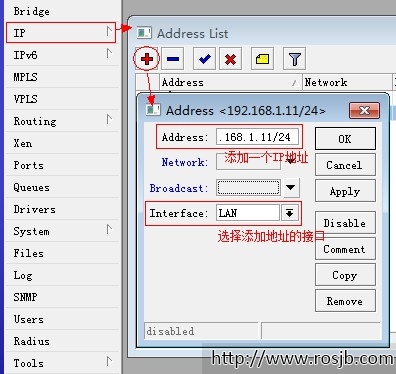 Bridge
IP
IPv6
MPLS
VPLS
Routing
Xen
Ports
Queues
Drivers
System
Files
Log
SNMP
Users
Radius
Tools
Address List
Address
Network
Address <192.168.1.11/24>
Address: .168.1.11/24
添加一个IP地址
Network:
Broadcast:
Interface: LAN
选择添加地址的接口
OK
Cancel
Apply
Disable
Comment
Copy
Remove
disabled
http://www.rosjb.com